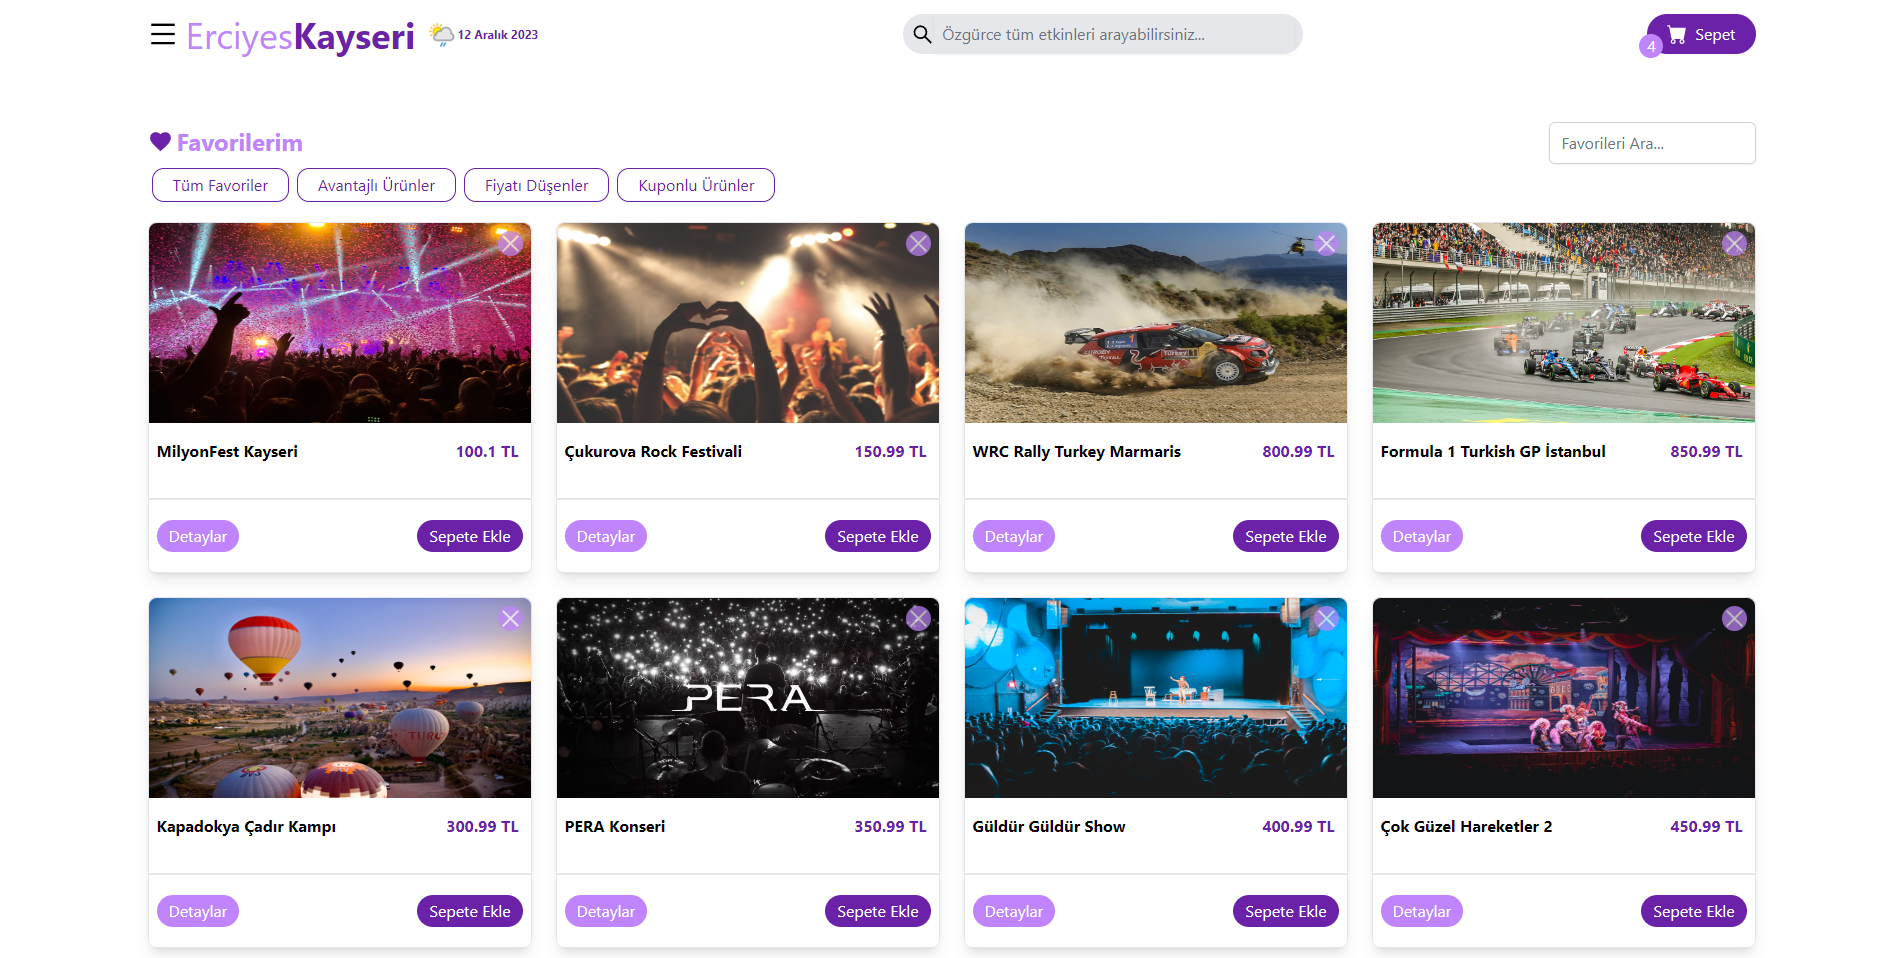 ErciyesKayseri
12 Aralık 2023
Özgürce tüm etkinleri arayabilirsiniz...
4
Sepet
Favorilerim
Favorileri Ara...
Tüm Favoriler
Avantajlı Ürünler
Fiyatı Düşenler
Kuponlu Ürünler
MilyonFest Kayseri 100.1 TL
Çukurova Rock Festivali 150.99 TL
WRC Rally Turkey Marmaris 800.99 TL
Formula 1 Turkish GP İstanbul 850.99 TL
Detaylar Sepete Ekle
Detaylar Sepete Ekle
Detaylar Sepete Ekle
Detaylar Sepete Ekle
PERA
Kapadokya Çadır Kampı 300.99 TL
PERA Konseri 350.99 TL
Güldür Güldür Show 400.99 TL
Çok Güzel Hareketler 2 450.99 TL
Detaylar Sepete Ekle
Detaylar Sepete Ekle
Detaylar Sepete Ekle
Detaylar Sepete Ekle